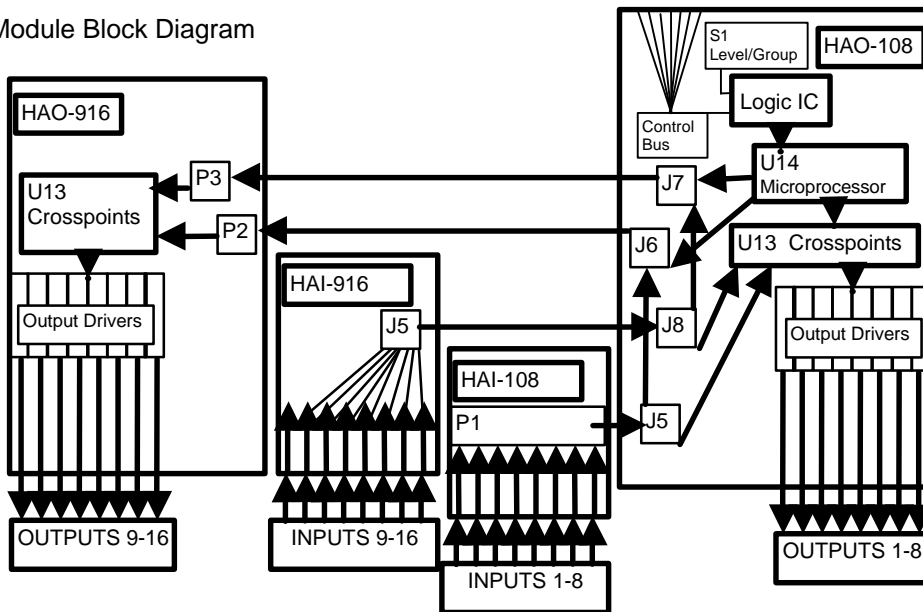 Module Block Diagram
S1
Level/Group
HAO-108
HAO-916
Logic IC
Control
Bus
U14
Microprocessor
P3
J7
U13
Crosspoints
P2
J6
U13 Crosspoints
HAI-916
Output Drivers
J5
J8
Output Drivers
HAI-108
P1
J5
OUTPUTS 9-16
INPUTS 9-16
OUTPUTS 1-8
INPUTS 1-8